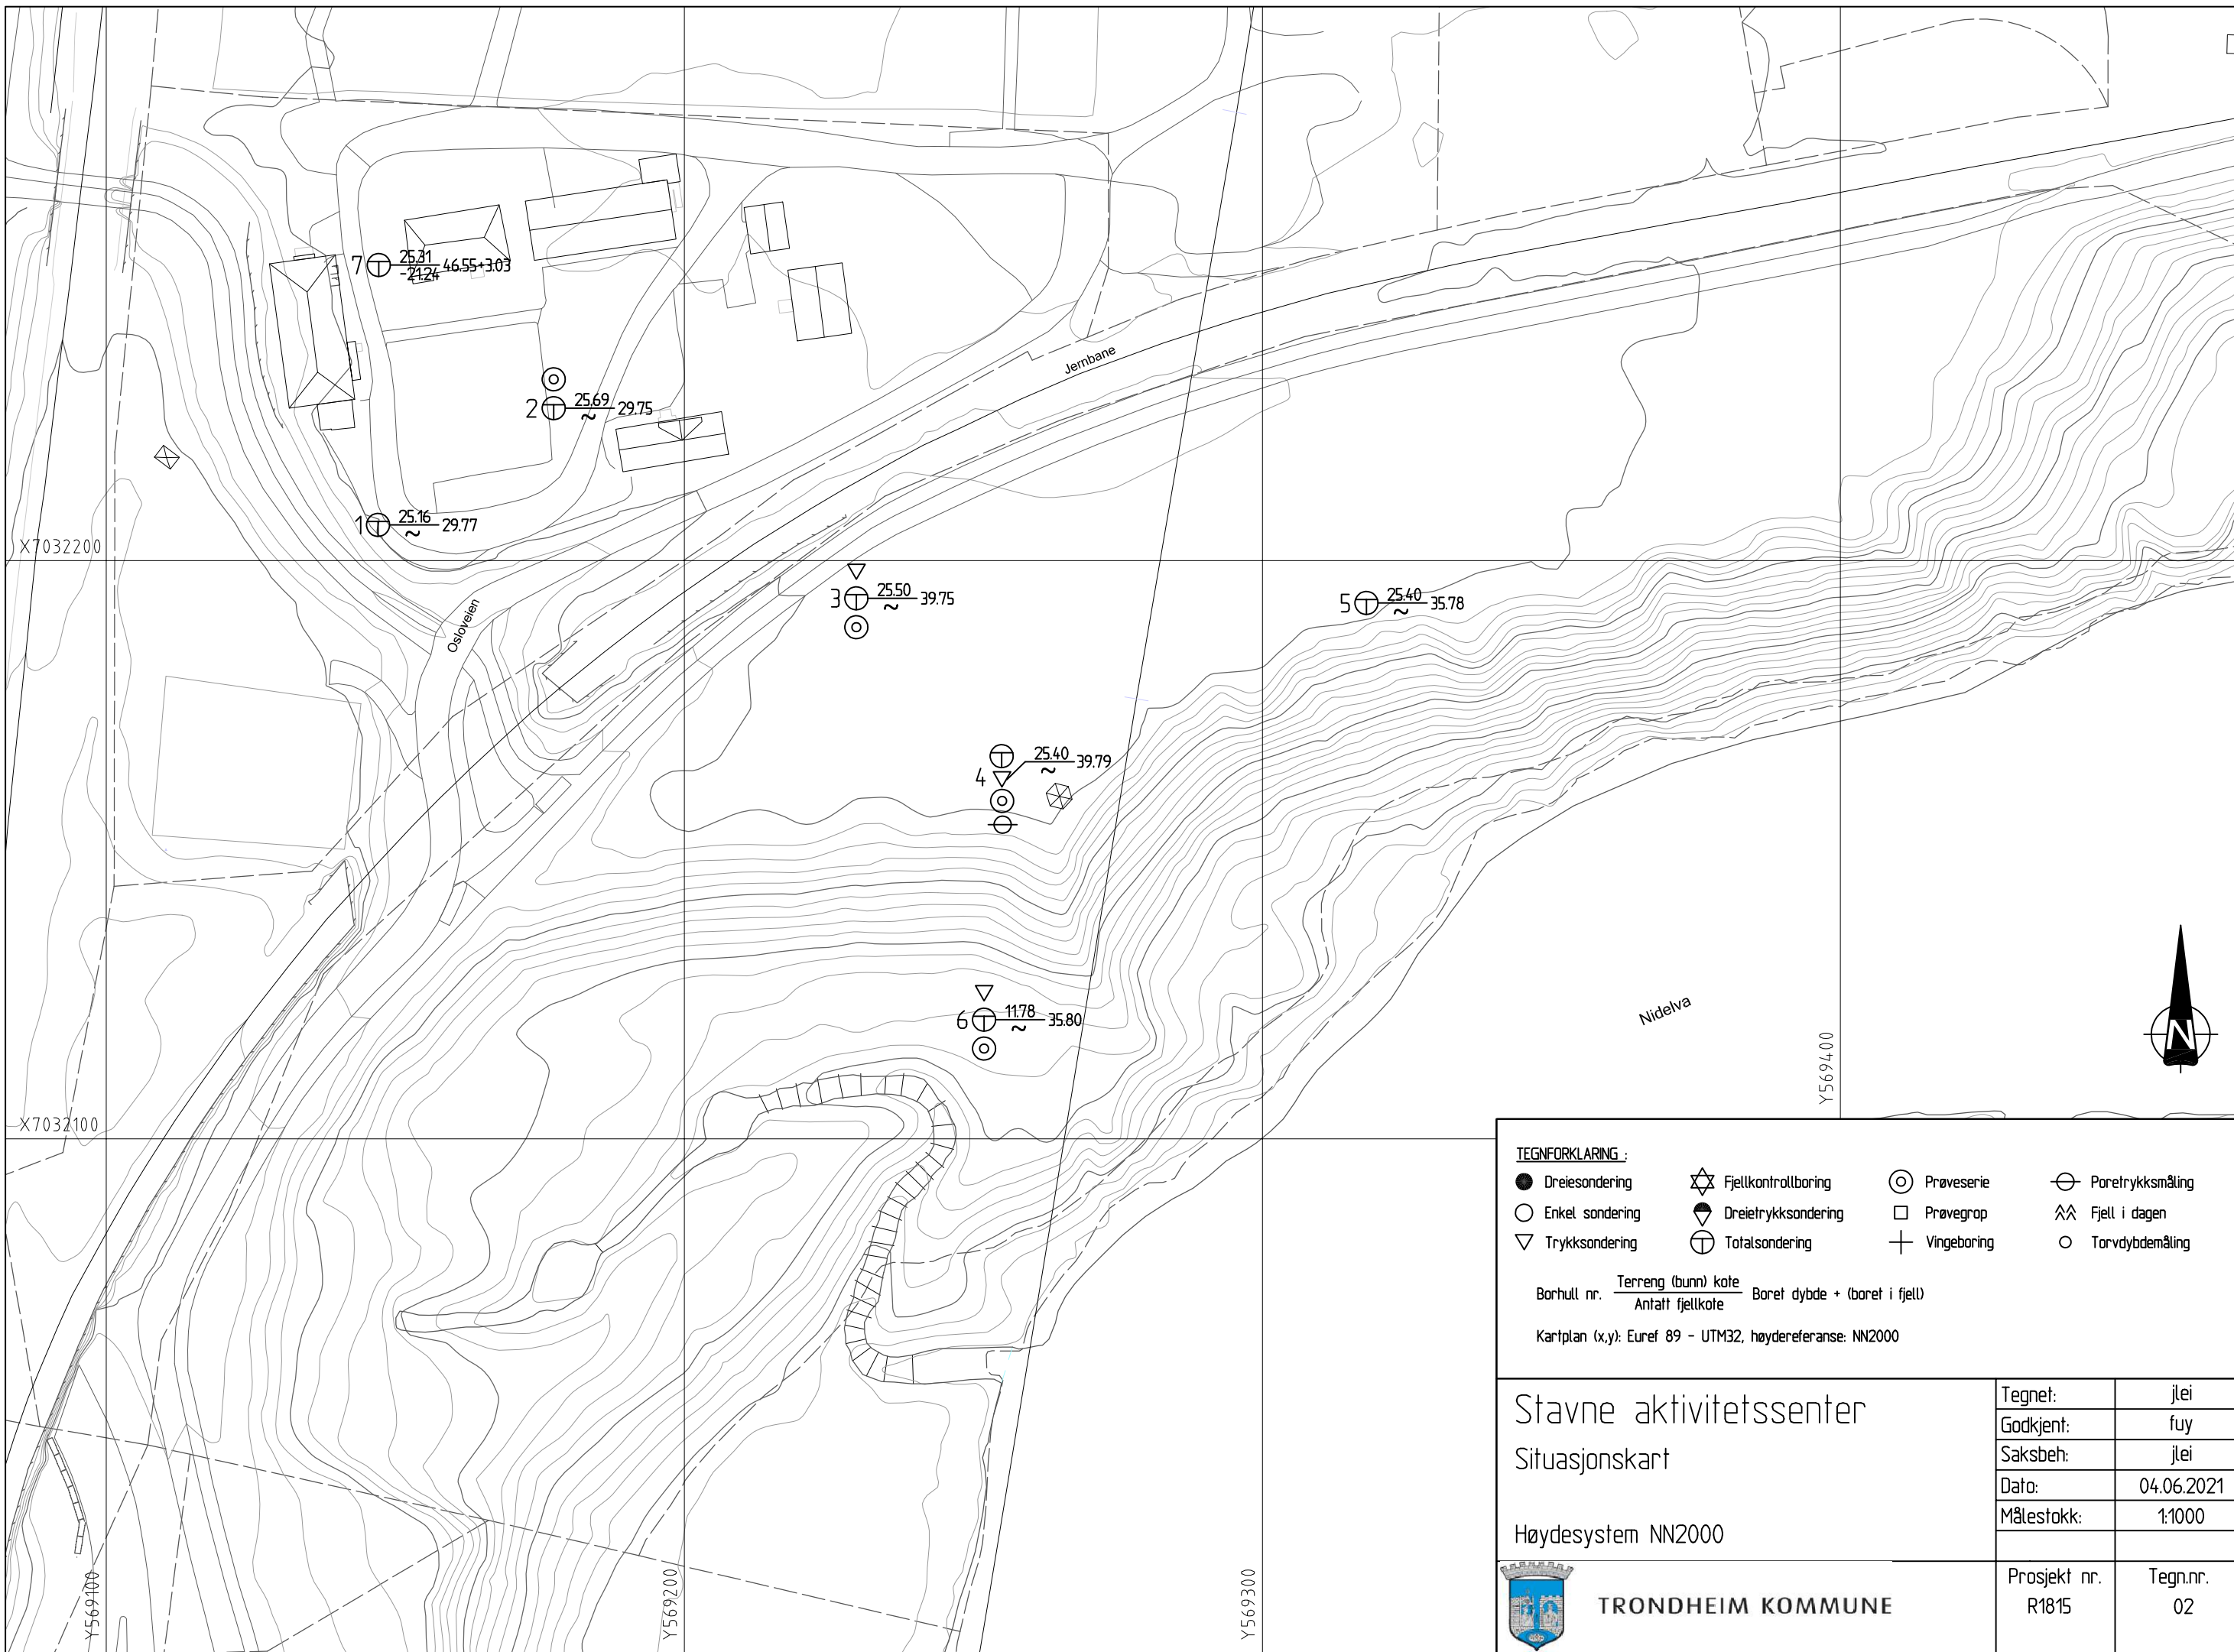 Jernbane
7 25.31 46.55+3.03
-21.24
2 25.69 29.75
~
1 25.16 29.77
~
X7032200
3 25.50 39.75
~
5 25.40 35.78
~
Osloveien
4 25.40 39.79
~
6 11.78 35.80
~
Nidelva
N
X7032100
Y569100
Y569200
Y569300
Y569400
TEGNFORKLARING :
Dreiesondering Fjellkontrollboring Prøveserie Poretrykksmåling
Enkel sondering Dreietrykksondering Prøvegrop Fjell i dagen
Trykksondering Totalsondering Vingeboring Torvdybdemåling
Borhull nr. Terreng (bunn) kote Boret dybde + (boret i fjell)
Antatt fjellkote
Kartplan (x,y): Euref 89 - UTM32, høydereferanse: NN2000
Stavne aktivitetssenter
Situasjonskart
Høydesystem NN2000
Tegnet: jlei
Godkjent: fuy
Saksbeh: jlei
Dato: 04.06.2021
Målestokk: 1:1000
TRONDHEIM KOMMUNE
Prosjekt nr. Tegn.nr.
R1815 02